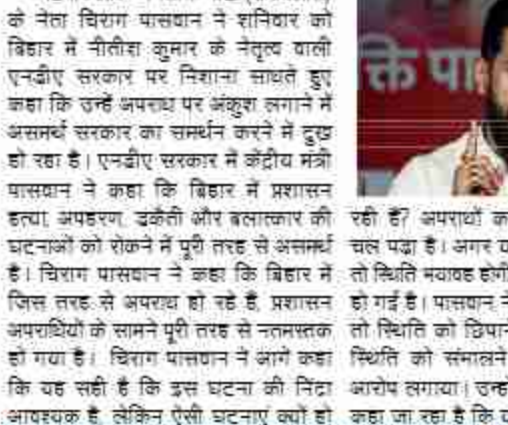 के नेता चिराग पासवान ने शनिवार को
बिहार में नीतीश कुमार के नेतृत्व वाली
एनडीए सरकार पर निशाना साधते हुए
कहा कि उन्हें अपराध पर अंकुश लगाने में
असमर्थ सरकार का समर्थन करने में दुख
हो रहा है। एनडीए सरकार में केंद्रीय मंत्री
पासवान ने कहा कि बिहार में प्रशासन
हत्या, अपहरण, डकैती और बलात्कार की
घटनाओं को रोकने में पूरी तरह से असमर्थ
है। चिराग पासवान ने कहा कि बिहार में
जिस तरह से अपराध हो रहे हैं, प्रशासन
अपराधियों के सामने पूरी तरह से नतमस्तक
हो गया है। चिराग पासवान ने आगे कहा
कि यह सही है कि इस घटना की निंदा
आवश्यक है, लेकिन ऐसी घटनाएं क्यों हो
क्ति पा
रही हैं? अपराधों का
चल पड़ा है। अगर य
तो स्थिति भयावह होगी
हो गई है। पासवान ने
तो स्थिति को छिपाने
स्थिति को संभालने
आरोप लगाया। उन्हों
कहा जा रहा है कि य